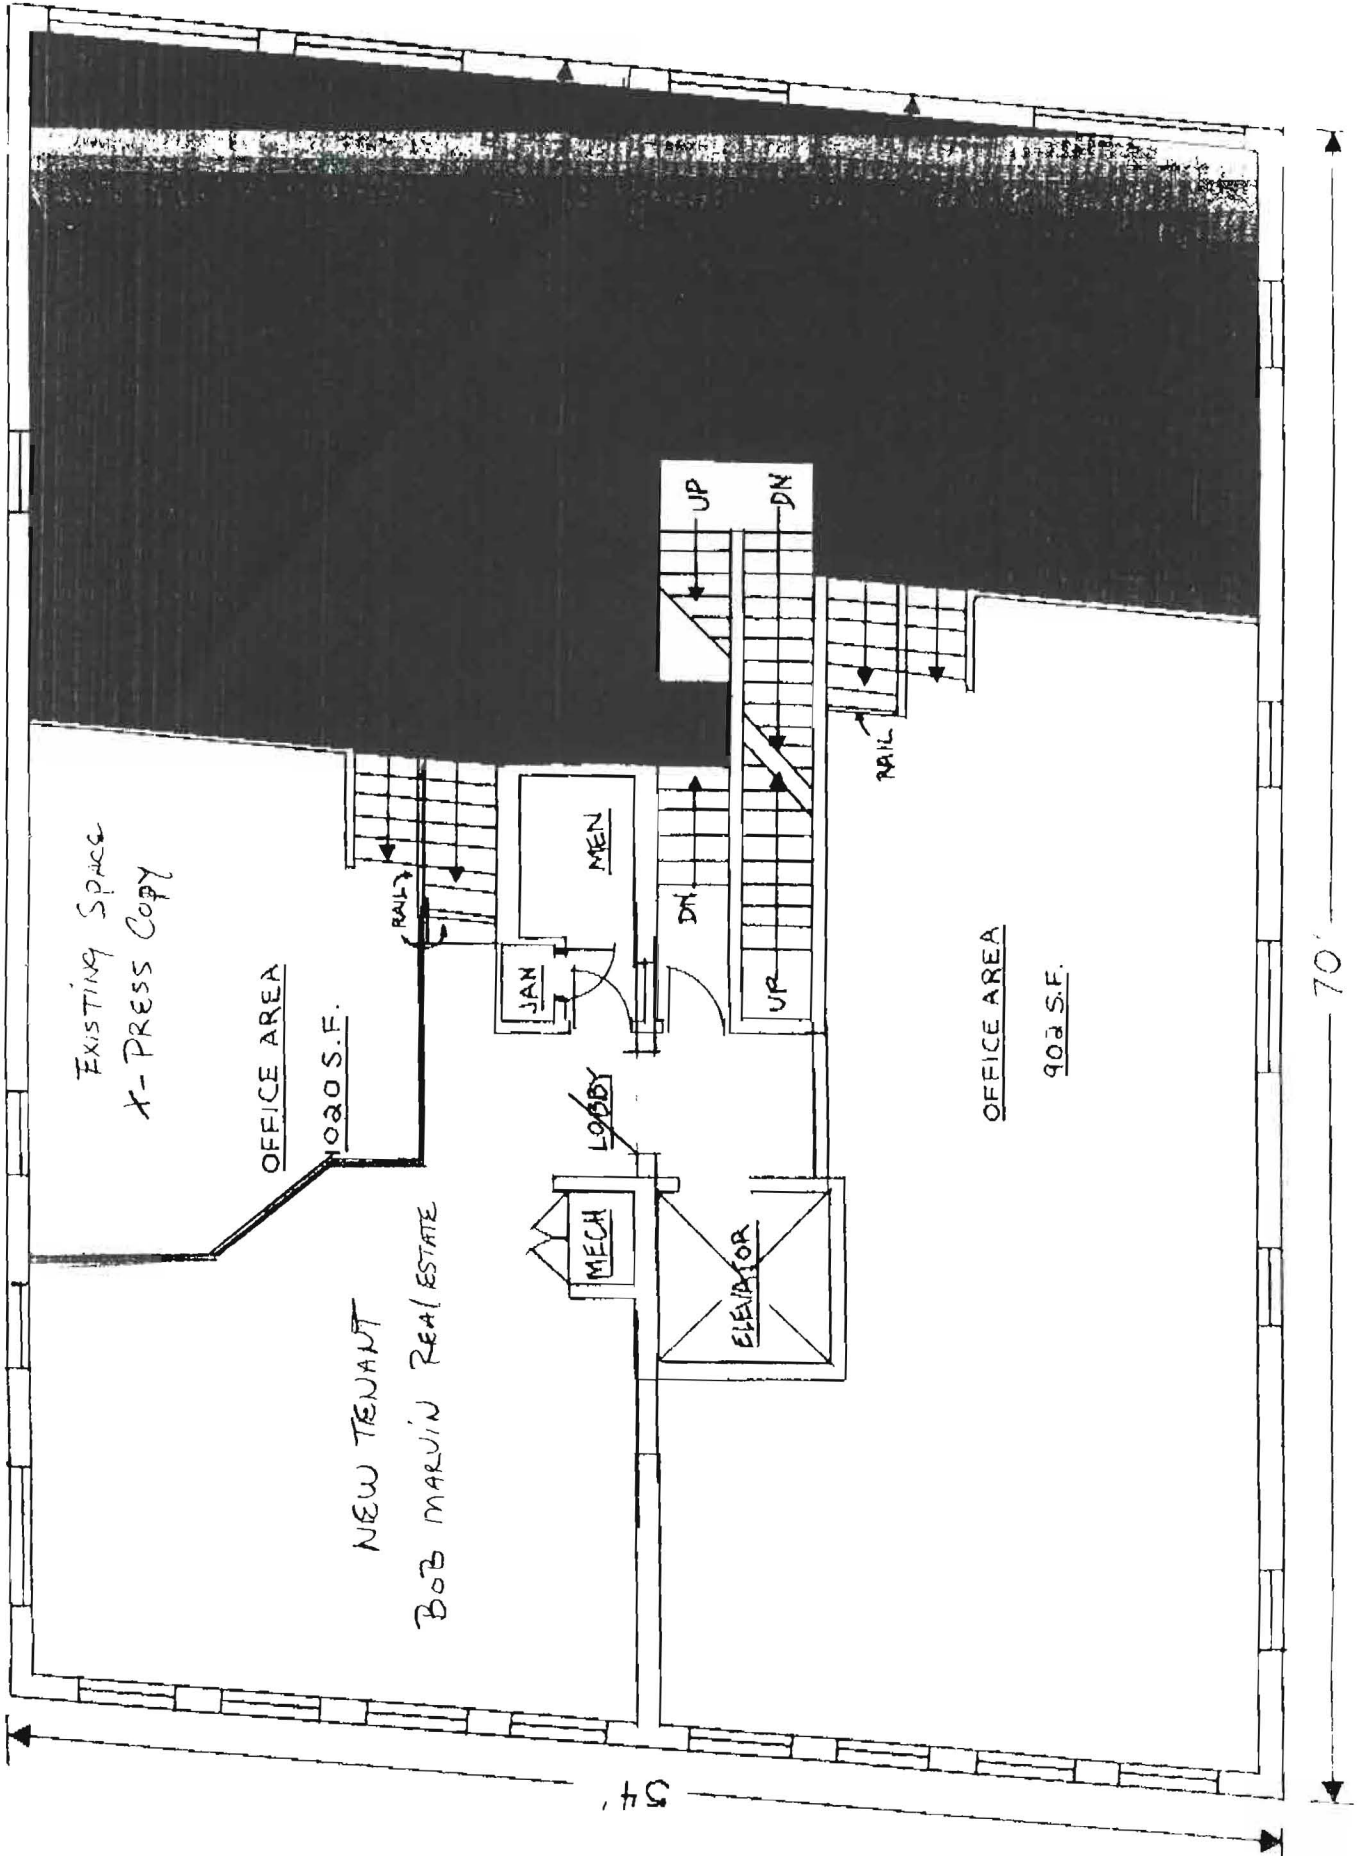 EXISTING SPACE
X-PRESS COPY
OFFICE AREA
1020 S.F.
NEW TENANT
BOB MARVIN REAL ESTATE
RAIL
JAN
MEN
LOBBY
MECH
ELEVATOR
UP
DN
DN
UP
RAIL
OFFICE AREA
902 S.F.
54'
70'